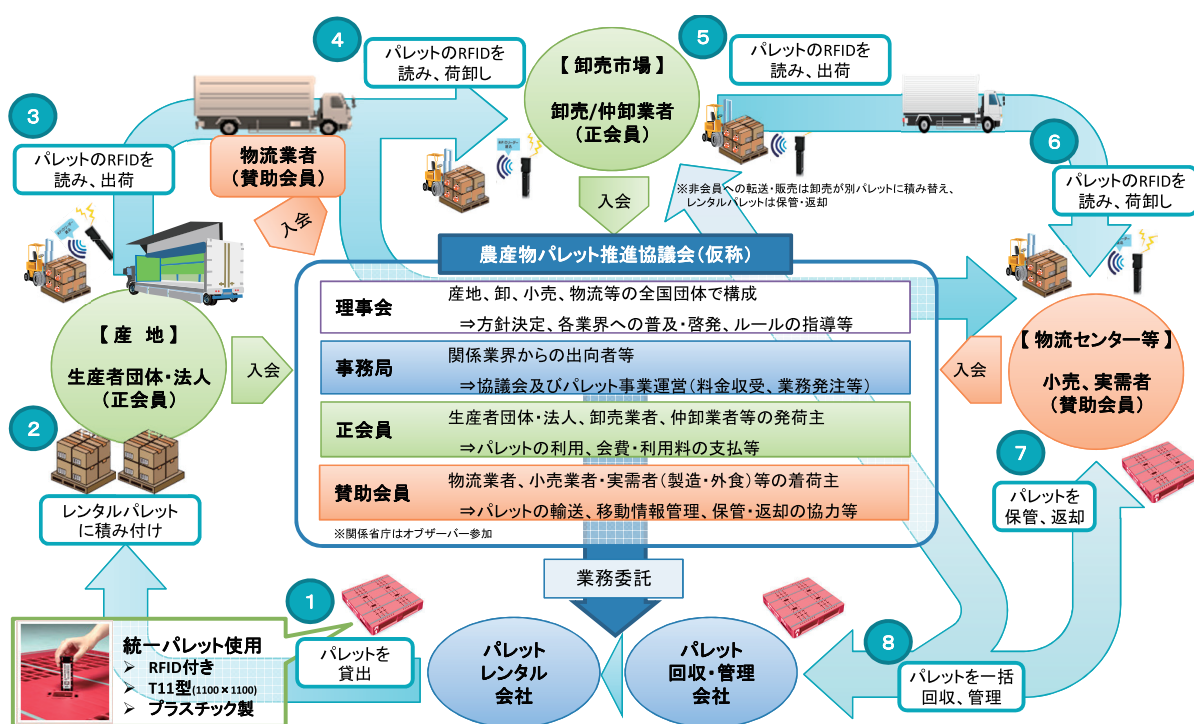 4
パレットのRFIDを
読み、荷卸し
【 卸売市場 】
卸売/仲卸業者
（正会員）
5
パレットのRFIDを
読み、出荷
3
パレットのRFIDを
読み、出荷
物流業者
（賛助会員）
入会
入会
※非会員への転送・販売は卸売が別パレットに積み替え、
レンタルパレットは保管・返却
6
パレットのRFIDを
読み、荷卸し
【 産 地 】
生産者団体・法人
（正会員）
入会
農産物パレット推進協議会（仮称）
理事会
産地、卸、小売、物流等の全国団体で構成
⇒方針決定、各業界への普及・啓発、ルールの指導等
事務局
関係業界からの出向者等
⇒協議会及びパレット事業運営（料金収受、業務発注等）
正会員
生産者団体・法人、卸売業者、仲卸業者等の発荷主
⇒パレットの利用、会費・利用料の支払等
賛助会員
物流業者、小売業者・実需者（製造・外食）等の着荷主
⇒パレットの輸送、移動情報管理、保管・返却の協力等
※関係省庁はオブザーバー参加
入会
【 物流センター等 】
小売、実需者
（賛助会員）
2
レンタルパレット
に積み付け
7
パレットを
保管、返却
業務委託
1
パレットを
貸出
統一パレット使用
➢ RFID付き
➢ T11型(1100×1100)
➢ プラスチック製
パレット
レンタル
会社
パレット
回収・管理
会社
8
パレットを一括
回収、管理